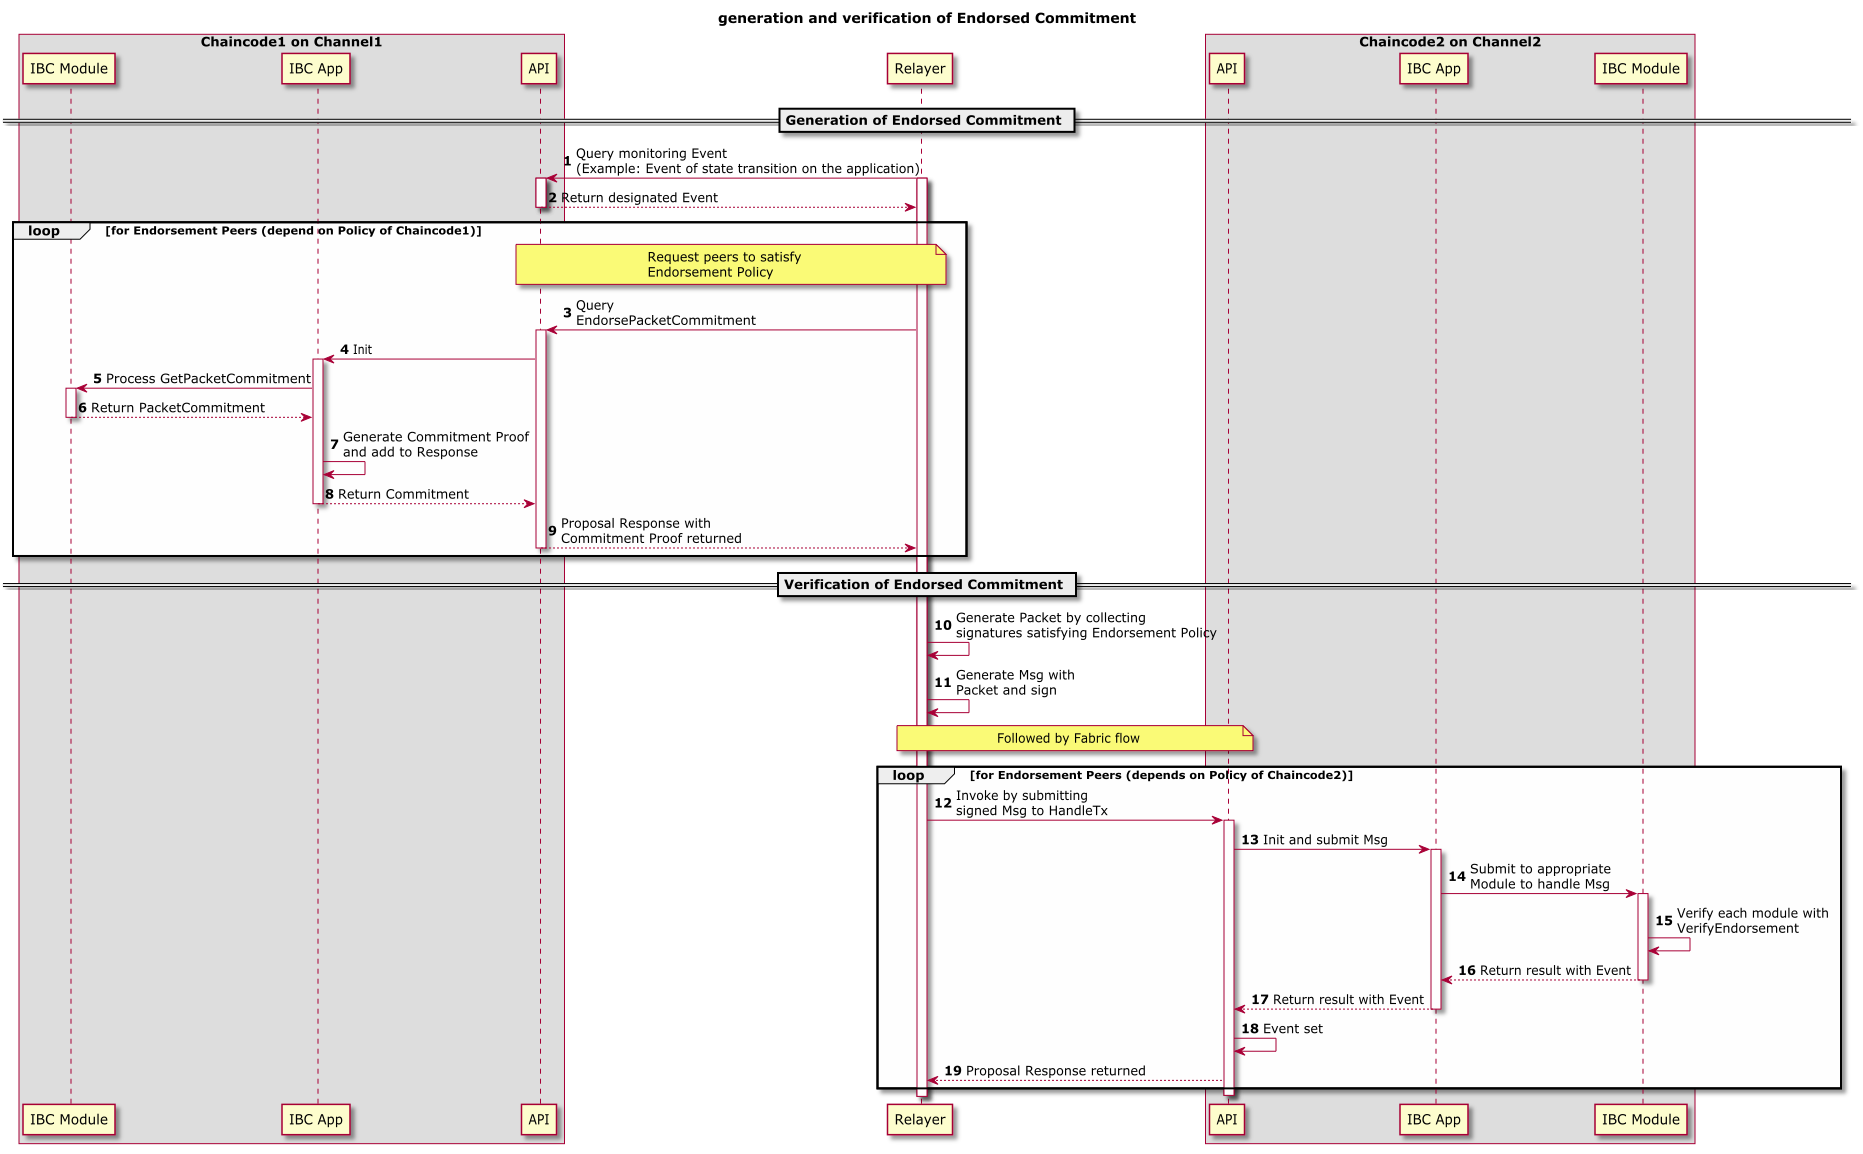 generation and verification of Endorsed Commitment
Chaincode1 on Channel1
Chaincode2 on Channel2
IBC Module
IBC App
API
Relayer
API
IBC App
IBC Module
Generation of Endorsed Commitment
1 Query monitoring Event
(Example: Event of state transition on the application)
2 Return designated Event
loop [for Endorsement Peers (depend on Policy of Chaincode1)]
Request peers to satisfy
Endorsement Policy
3 Query
EndorsePacketCommitment
4 Init
5 Process GetPacketCommitment
6 Return PacketCommitment
7 Generate Commitment Proof
and add to Response
8 Return Commitment
9 Proposal Response with
Commitment Proof returned
Verification of Endorsed Commitment
10 Generate Packet by collecting
signatures satisfying Endorsement Policy
11 Generate Msg with
Packet and sign
Followed by Fabric flow
loop [for Endorsement Peers (depends on Policy of Chaincode2)]
12 Invoke by submitting
signed Msg to HandleTx
13 Init and submit Msg
14 Submit to appropriate
Module to handle Msg
15 Verify each module with
VerifyEndorsement
16 Return result with Event
17 Return result with Event
18 Event set
19 Proposal Response returned
IBC Module
IBC App
API
Relayer
API
IBC App
IBC Module